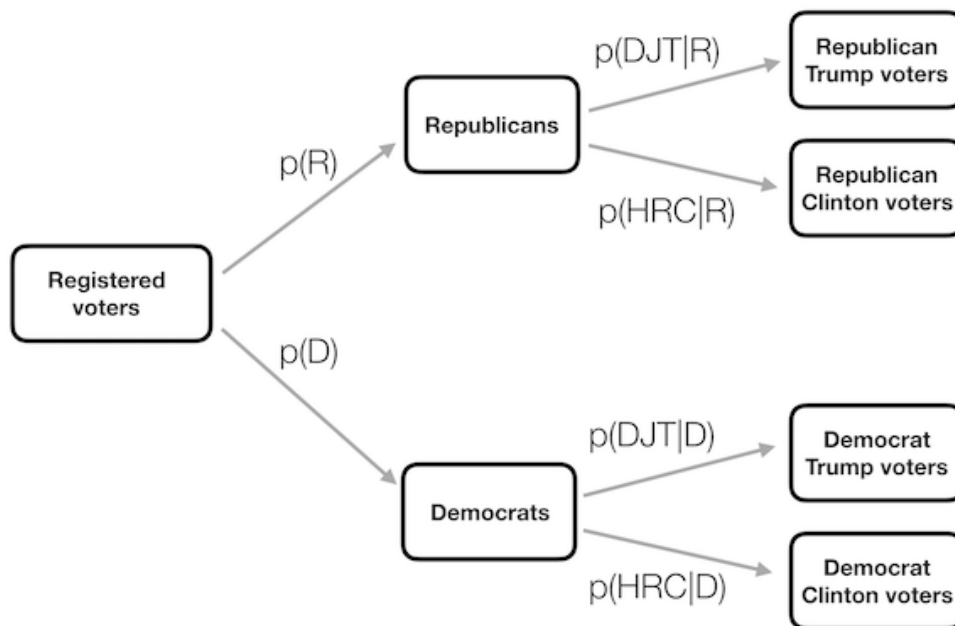 p(DJT|R)
Republican
Trump voters
Republicans
p(R)
Republican
Clinton voters
p(HRC|R)
Registered
voters
p(D)
p(DJT|D)
Democrat
Trump voters
Democrats
p(HRC|D)
Democrat
Clinton voters